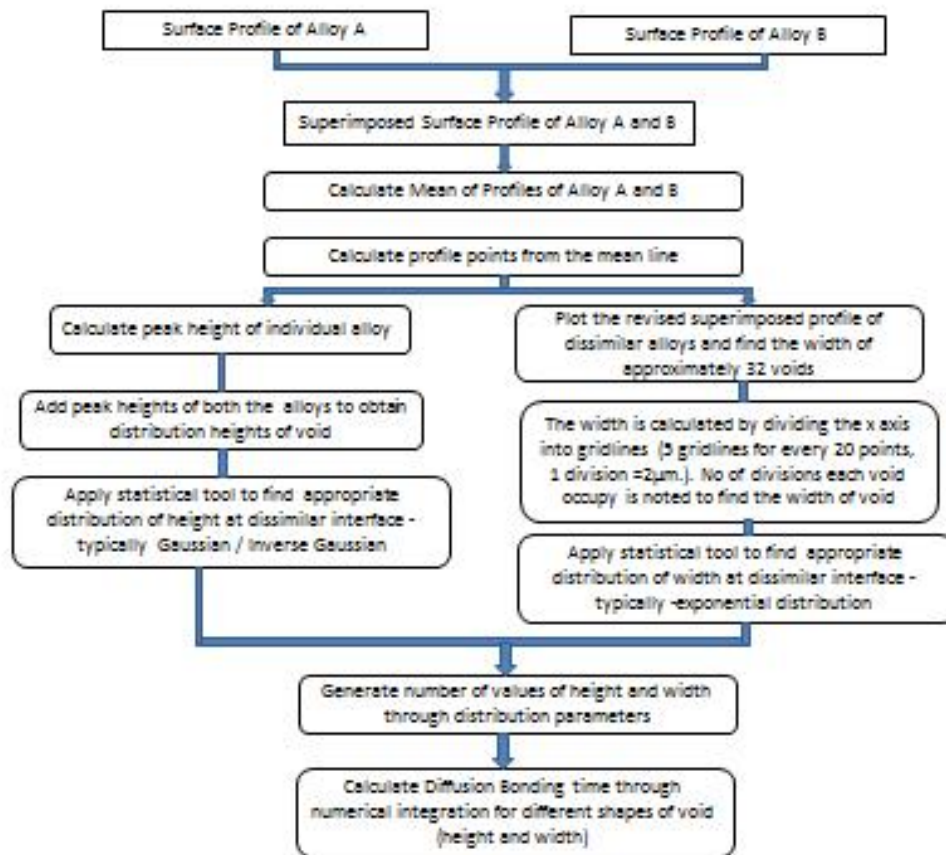 Surface Profile of Alloy A
Surface Profile of Alloy B
Superimposed Surface Profile of Alloy A and B
Calculate Mean of Profiles of Alloy A and B
Calculate profile points from the mean line
Calculate peak height of individual alloy
Add peak heights of both the alloys to obtain
distribution heights of void
Apply statistical tool to find appropriate
distribution of height at dissimilar interface -
typically Gaussian / Inverse Gaussian
Plot the revised superimposed profile of
dissimilar alloys and find the width of
approximately 32 voids
The width is calculated by dividing the x axis
into gridlines (5 gridlines for every 20 points,
1 division =2μm.). No of divisions each void
occupy is noted to find the width of void
Apply statistical tool to find appropriate
distribution of width at dissimilar interface -
typically -exponential distribution
Generate number of values of height and width
through distribution parameters
Calculate Diffusion Bonding time through
numerical integration for different shapes of void
(height and width)